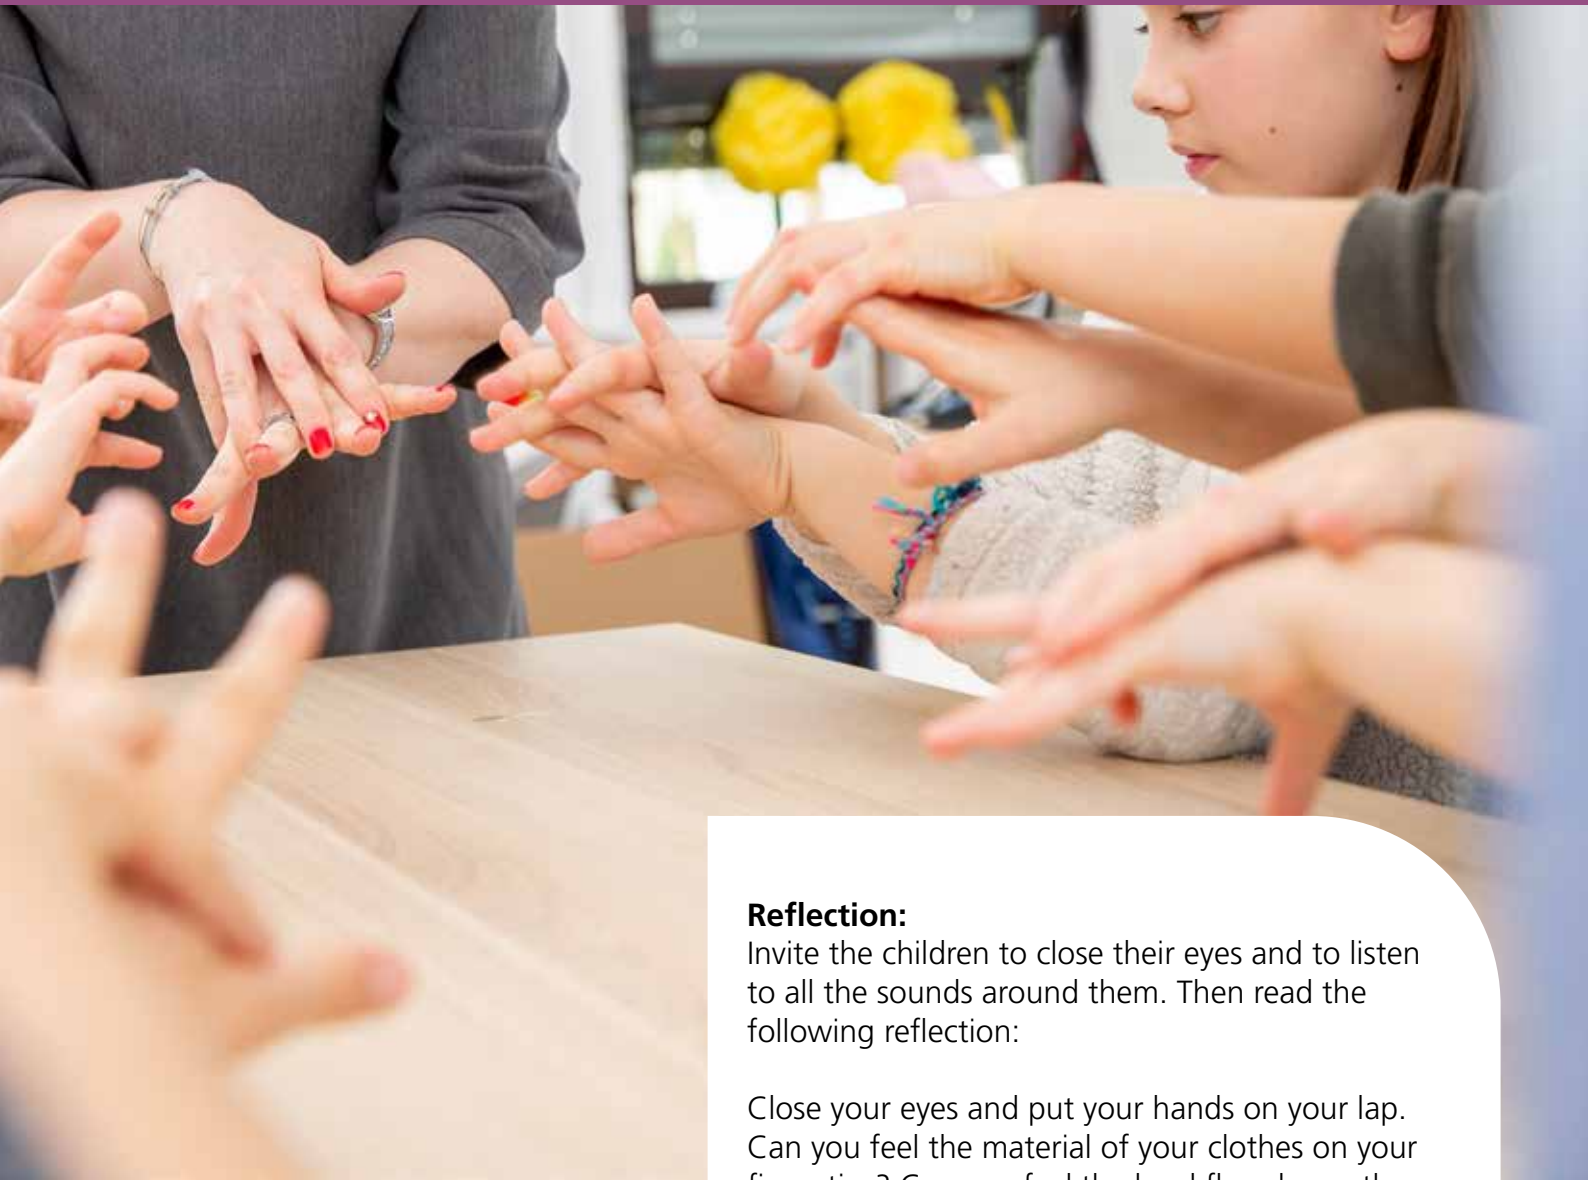 Reflection:
Invite the children to close their eyes and to listen
to all the sounds around them. Then read the
following reflection:
Close your eyes and put your hands on your lap.
Can you feel the material of your clothes on your